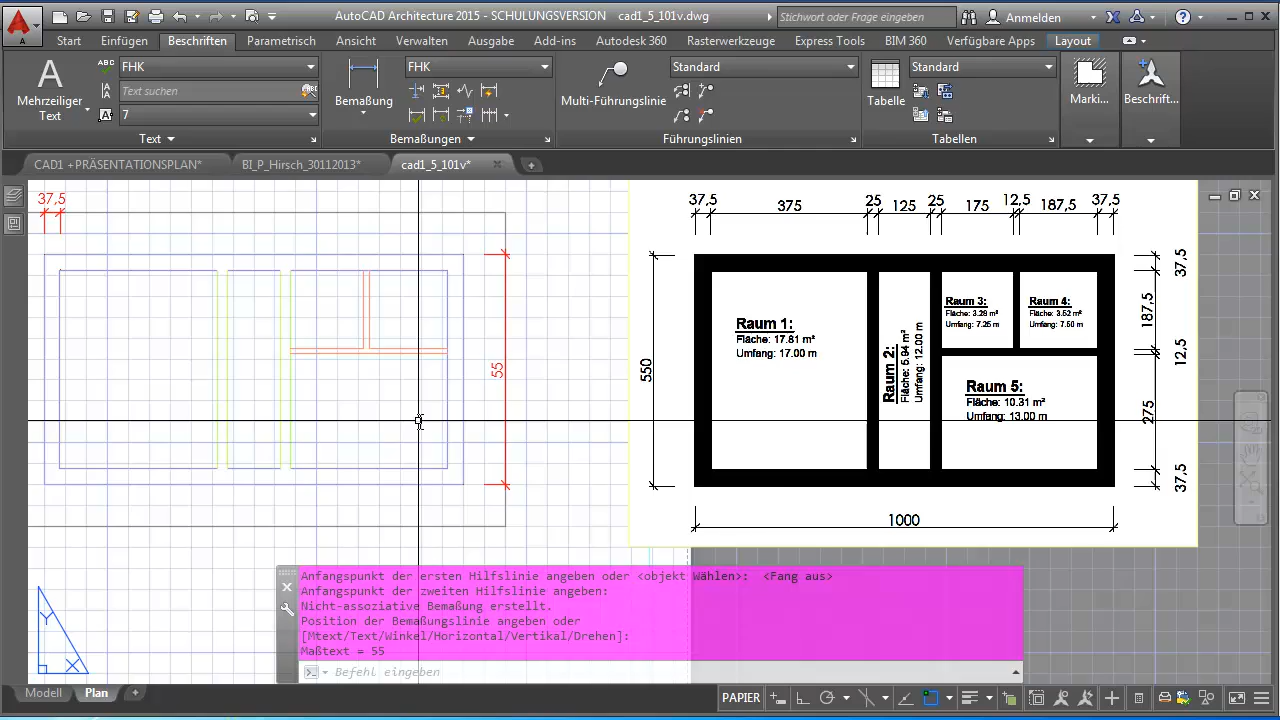 AutoCAD Architecture 2015 - SCHULUNGSVERSION cad1_5_101v.dwg
Stichwort oder Frage eingeben
Anmelden
A
Start Einfügen Beschriften Parametrisch Ansicht Verwalten Ausgabe Add-ins Autodesk 360 Rasterwerkzeuge Express Tools BIM 360 Verfügbare Apps Layout
A
Mehrzeiliger
Text
ABC
FHK
Text suchen
7
Text
Bemaßung
FHK
Bemaßungen
Multi-Führungslinie
Standard
Führungslinien
Tabelle
Standard
Tabellen
Marki...
Beschrift...
CAD1 +PRÄSENTATIONSPLAN*
BI_P_Hirsch_30112013*
cad1_5_101v*
37,5
55
37,5 375 25 125 25 175 12,5 187,5 37,5
550
Raum 1:
Fläche: 17.81 m²
Umfang: 17.00 m
Raum 2:
Fläche: 5.94 m²
Umfang: 12.00 m
Raum 3:
Fläche: 3.28 m²
Umfang: 7.25 m
Raum 4:
Fläche: 3.52 m²
Umfang: 7.50 m
Raum 5:
Fläche: 10.31 m²
Umfang: 13.00 m
37,5
187,5
12,5
275
37,5
1000
Anfangspunkt der ersten Hilfslinie angeben oder <objekt Wählen>: <Fang aus>
Anfangspunkt der zweiten Hilfslinie angeben:
Nicht-assoziative Bemaßung erstellt.
Position der Bemaßungslinie angeben oder
[Mtext/Text/Winkel/Horizontal/Vertikal/Drehen]:
Maßtext = 55
Befehl eingeben
Y
X
Modell Plan
PAPIER